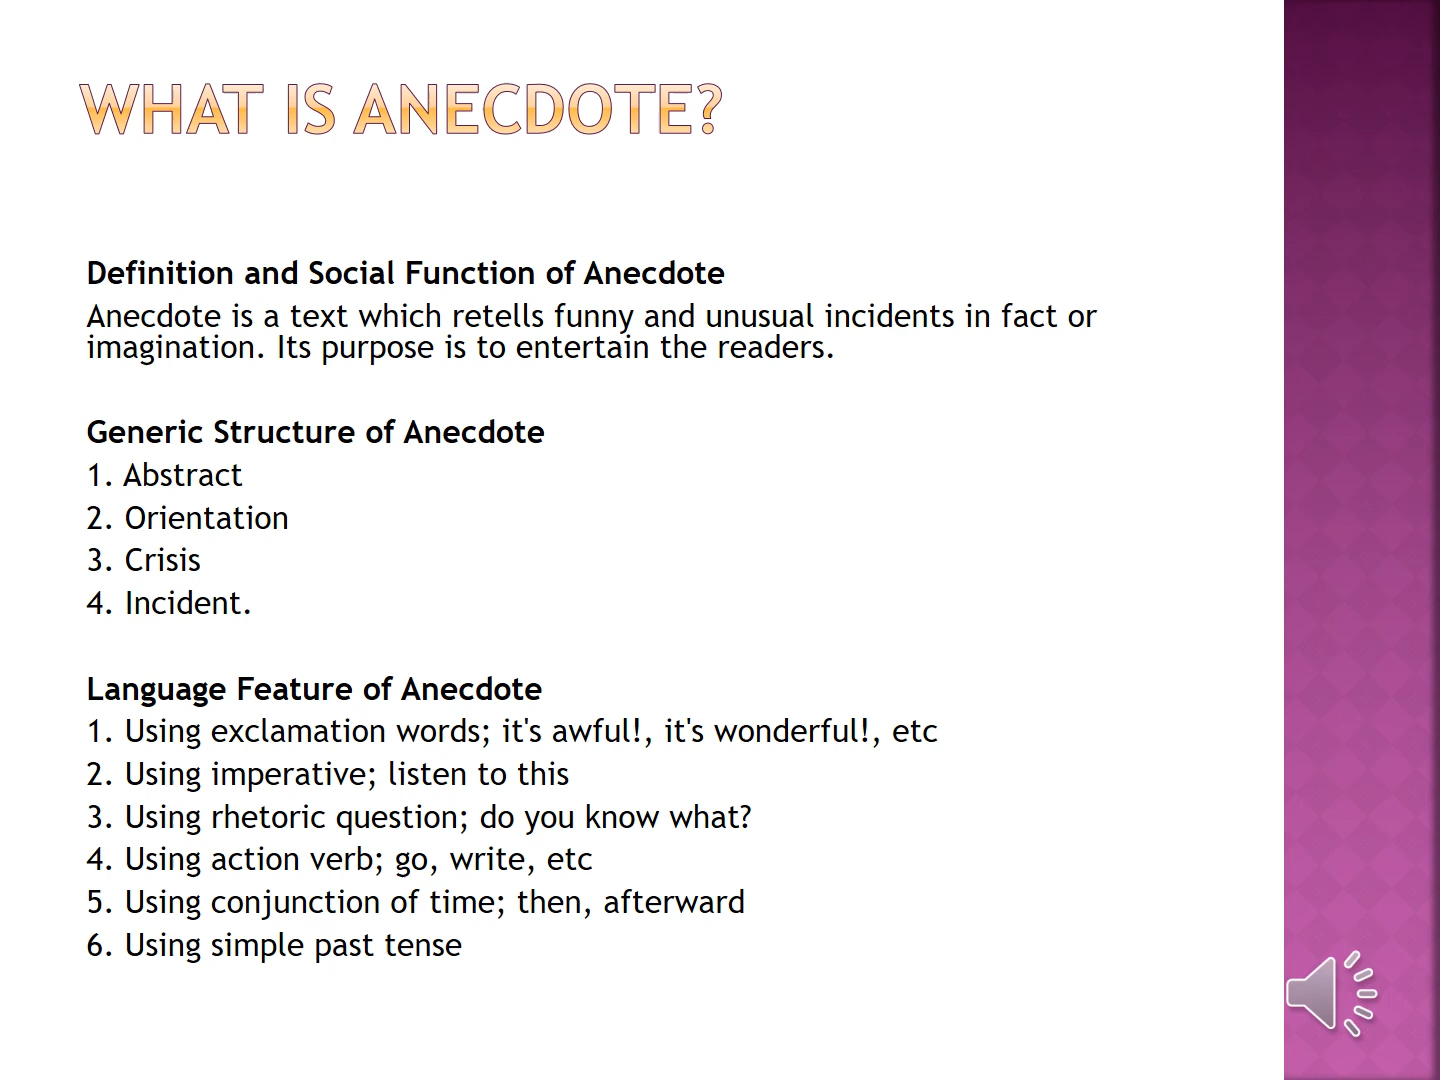 WHAT IS ANECDOTE?
Definition and Social Function of Anecdote
Anecdote is a text which retells funny and unusual incidents in fact or
imagination. Its purpose is to entertain the readers.
Generic Structure of Anecdote
1. Abstract
2. Orientation
3. Crisis
4. Incident.
Language Feature of Anecdote
1. Using exclamation words; it's awful!, it's wonderful!, etc
2. Using imperative; listen to this
3. Using rhetoric question; do you know what?
4. Using action verb; go, write, etc
5. Using conjunction of time; then, afterward
6. Using simple past tense